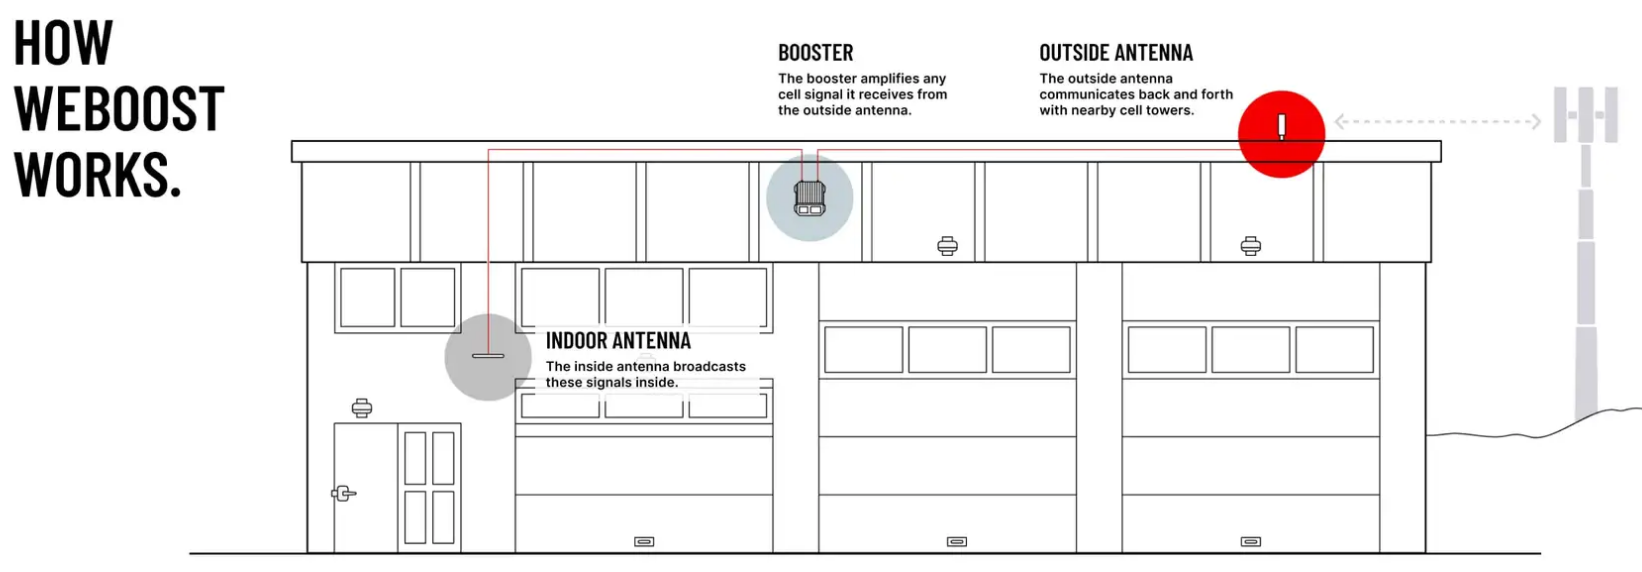 HOW
WEBOOST
WORKS.
BOOSTER
The booster amplifies any
cell signal it receives from
the outside antenna.
OUTSIDE ANTENNA
The outside antenna
communicates back and forth
with nearby cell towers.
INDOOR ANTENNA
The inside antenna broadcasts
these signals inside.